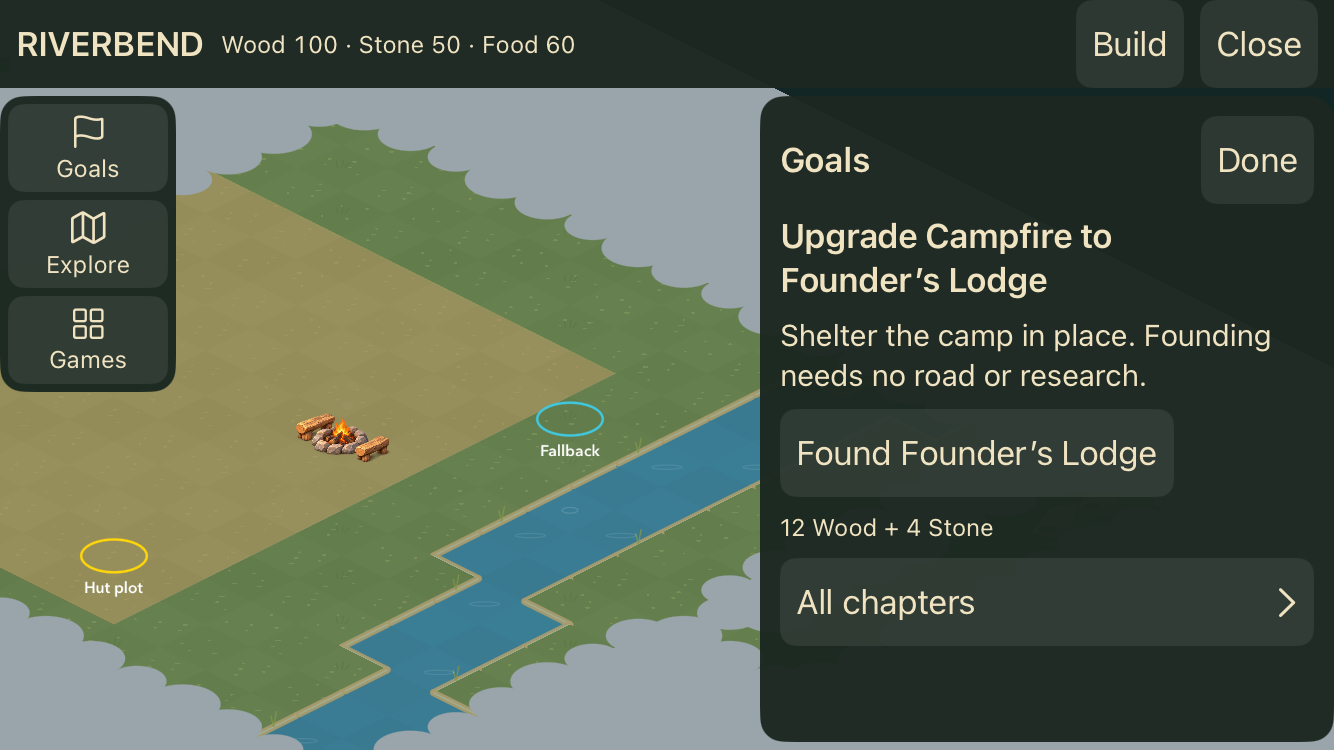 RIVERBEND Wood 100 · Stone 50 · Food 60
Build
Close
Goals
Explore
Games
Fallback
Hut plot
Goals
Done
Upgrade Campfire to
Founder’s Lodge
Shelter the camp in place. Founding
needs no road or research.
Found Founder’s Lodge
12 Wood + 4 Stone
All chapters